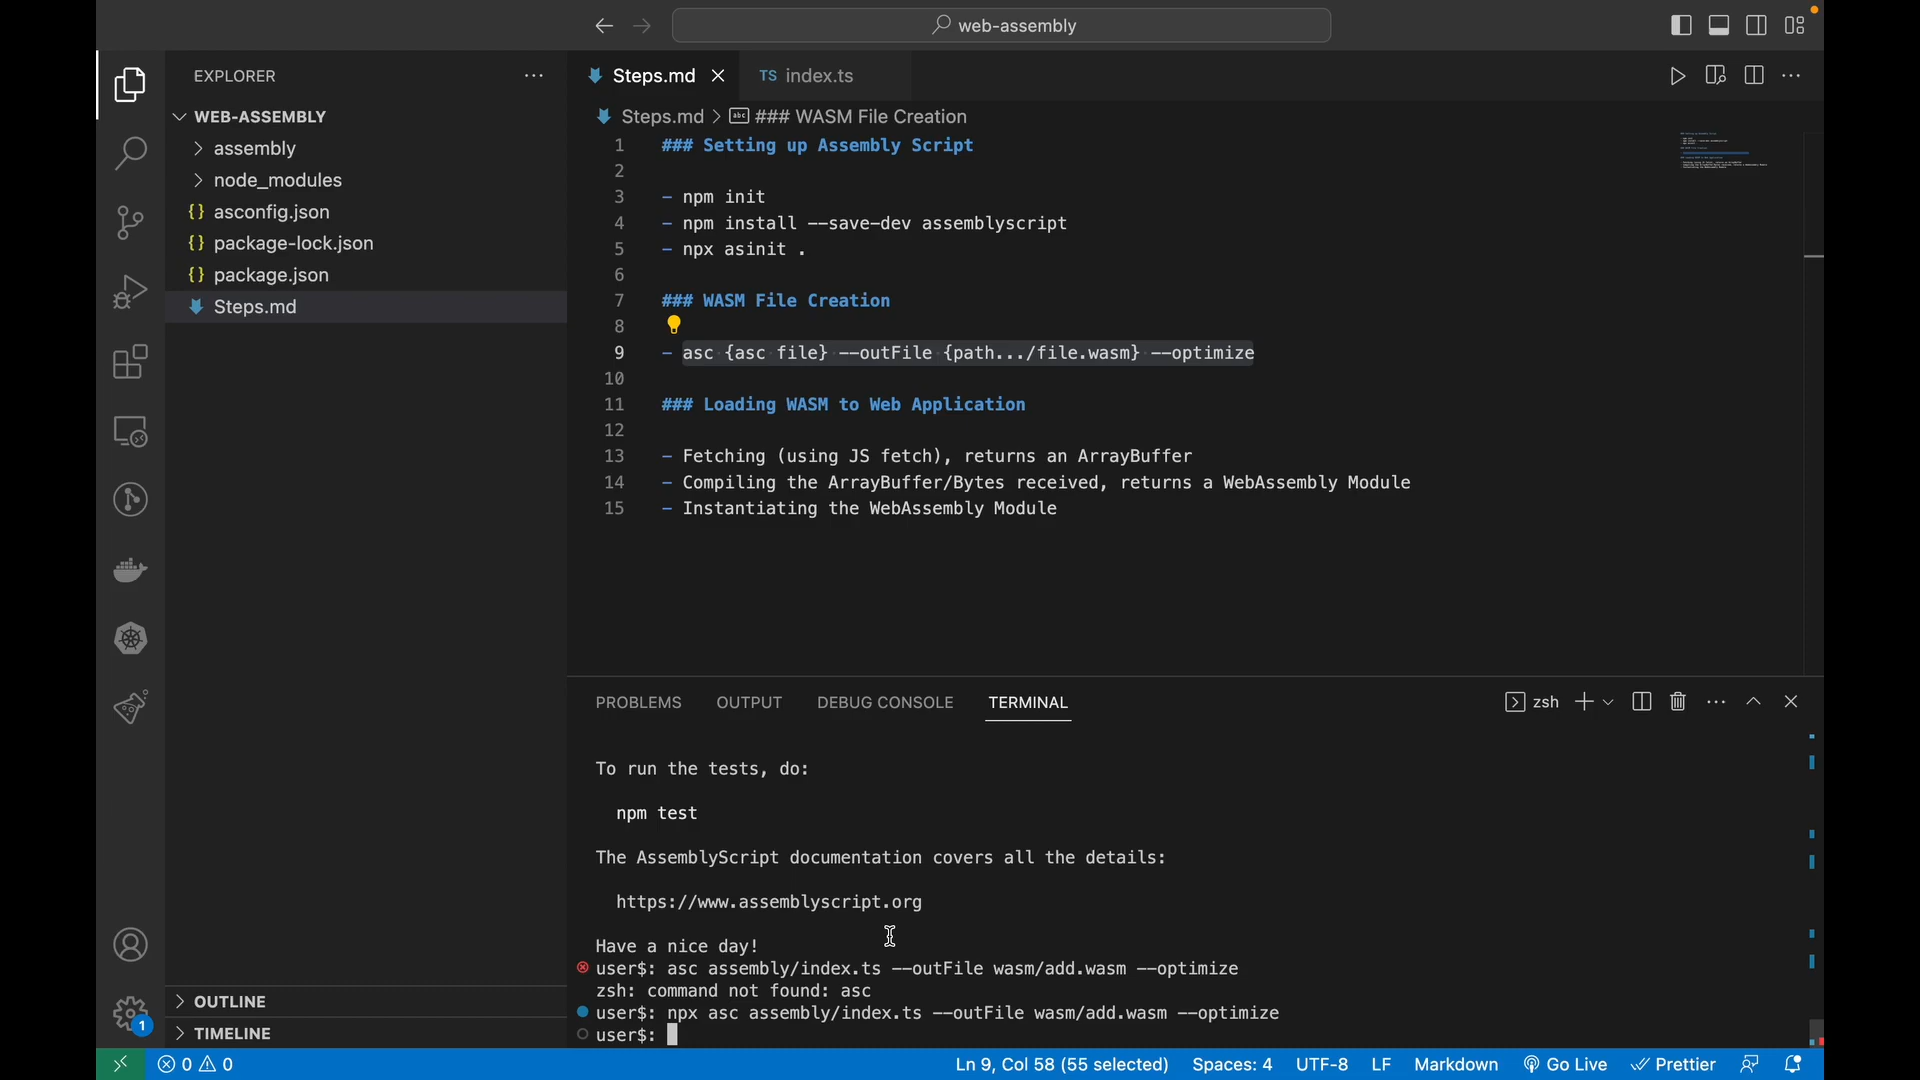 web-assembly
EXPLORER
WEB-ASSEMBLY
assembly
node_modules
{} asconfig.json
{} package-lock.json
{} package.json
Steps.md
OUTLINE
TIMELINE
1
Steps.md
TS index.ts
Steps.md > abc ### WASM File Creation
1 ### Setting up Assembly Script
2
3 - npm init
4 - npm install --save-dev assemblyscript
5 - npx asinit .
6
7 ### WASM File Creation
8
9 - asc {asc file} --outFile {path.../file.wasm} --optimize
10
11 ### Loading WASM to Web Application
12
13 - Fetching (using JS fetch), returns an ArrayBuffer
14 - Compiling the ArrayBuffer/Bytes received, returns a WebAssembly Module
15 - Instantiating the WebAssembly Module
PROBLEMS OUTPUT DEBUG CONSOLE TERMINAL
zsh
To run the tests, do:
npm test
The AssemblyScript documentation covers all the details:
https://www.assemblyscript.org
Have a nice day!
user$: asc assembly/index.ts --outFile wasm/add.wasm --optimize
zsh: command not found: asc
user$: npx asc assembly/index.ts --outFile wasm/add.wasm --optimize
user$:
0 0
Ln 9, Col 58 (55 selected) Spaces: 4 UTF-8 LF Markdown Go Live Prettier